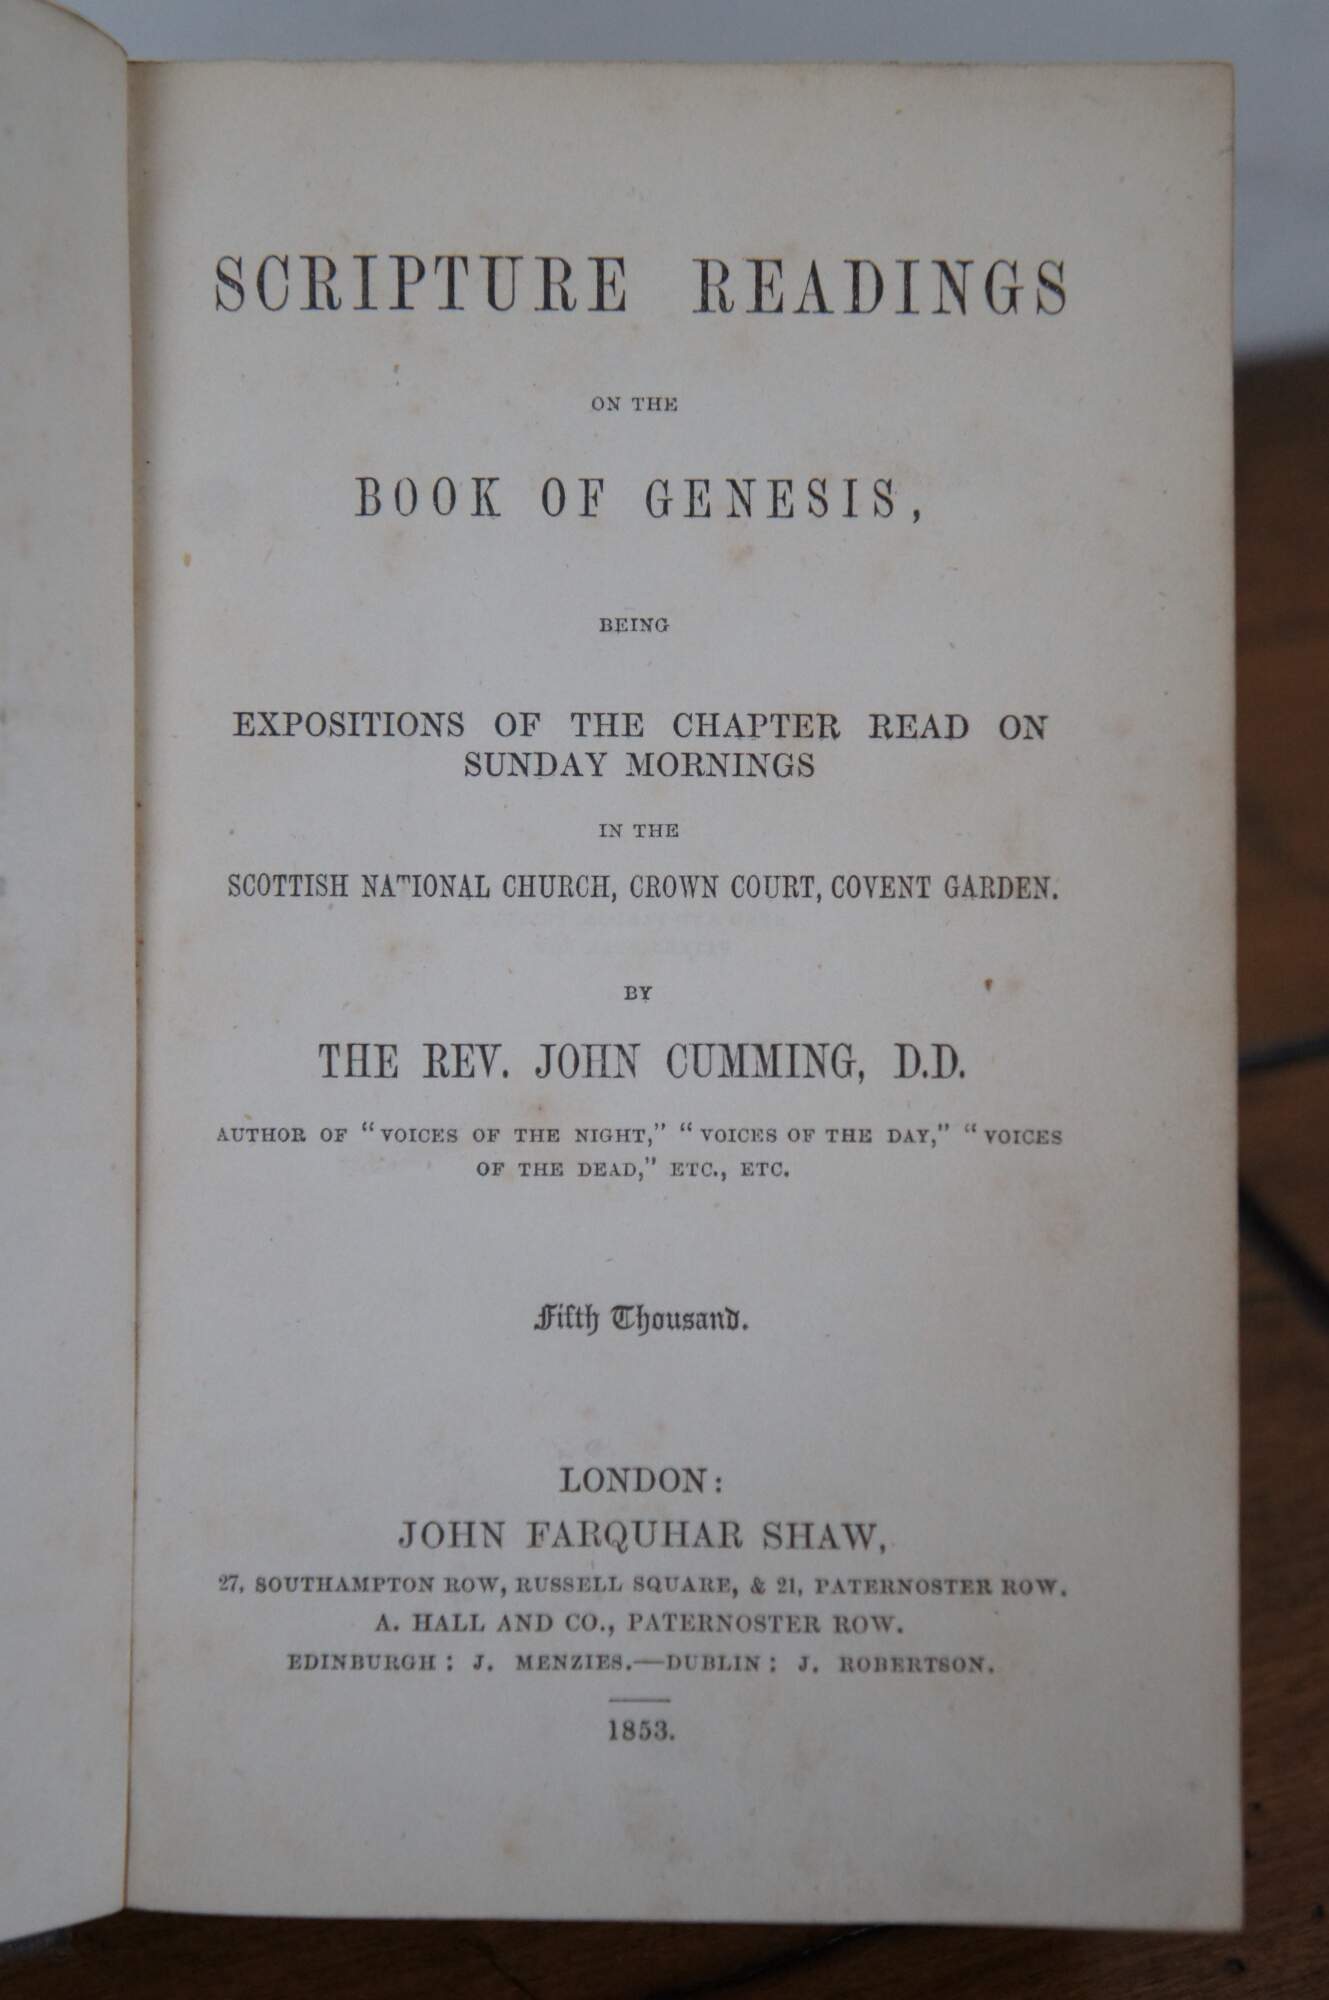 SCRIPTURE READINGS
ON THE
BOOK OF GENESIS,
BEING
EXPOSITIONS OF THE CHAPTER READ ON
SUNDAY MORNINGS
IN THE
SCOTTISH NATIONAL CHURCH, CROWN COURT, COVENT GARDEN.
BY
THE REV. JOHN CUMMING, D.D.
AUTHOR OF "VOICES OF THE NIGHT," "VOICES OF THE DAY," "VOICES
OF THE DEAD," ETC., ETC.
Fifth Thousand.
LONDON:
JOHN FARQUHAR SHAW,
27, SOUTHAMPTON ROW, RUSSELL SQUARE, & 21, PATERNOSTER ROW.
A. HALL AND CO., PATERNOSTER ROW.
EDINBURGH: J. MENZIES.—DUBLIN: J. ROBERTSON.
1853.